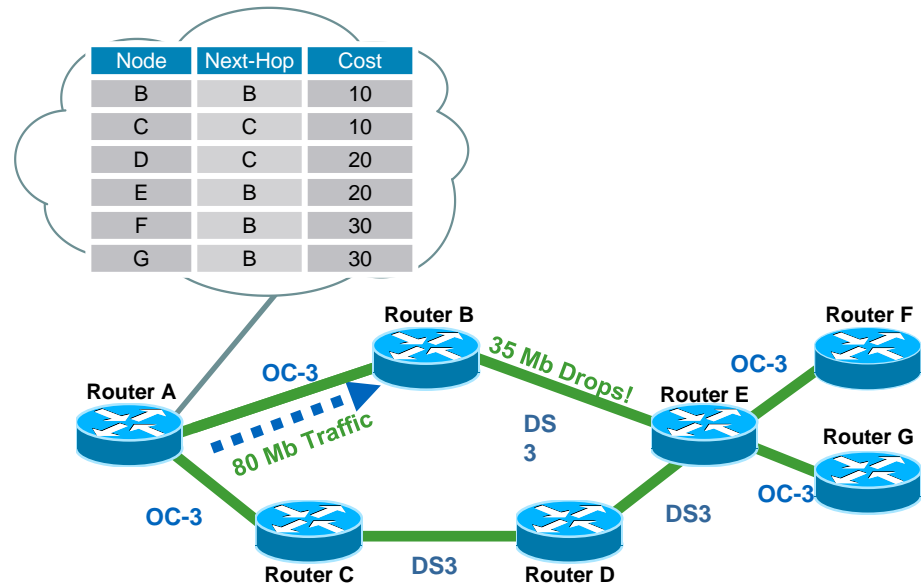 Node Next-Hop Cost
B B 10
C C 10
D C 20
E B 20
F B 30
G B 30
Router B
Router F
35 Mb Drops!
OC-3
OC-3
Router A
Router E
80 Mb Traffic
DS
3
Router G
OC-3
OC-3
DS3
DS3
Router C
Router D